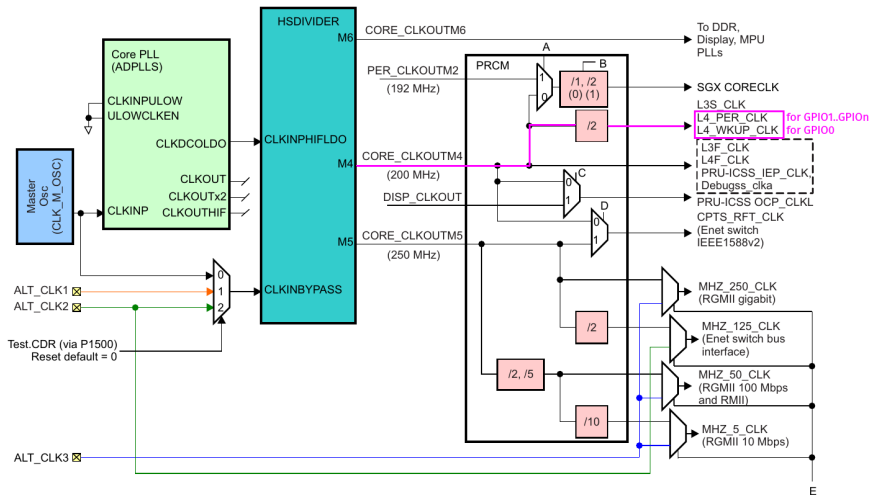 HSDIVIDER
M6
CORE_CLKOUTM6
To DDR,
Display, MPU
PLLs
Core PLL
(ADPLLS)
CLKINPULOW
ULOWCLKEN
CLKDCOLDO
CLKOUT
CLKOUTx2
CLKOUTHIF
CLKINP
Master
Osc
(CLK_M_OSC)
CLKINPHIFLDO
M4
CORE_CLKOUTM4
(200 MHz)
DISP_CLKOUT
M5
CORE_CLKOUTM5
(250 MHz)
CLKINBYPASS
PER_CLKOUTM2
(192 MHz)
PRCM
A
1
0
B
/1, /2
(0) (1)
SGX CORECLK
/2
L3S_CLK
L4_PER_CLK
L4_WKUP_CLK
for GPIO1..GPIOn
for GPIO0
L3F_CLK
L4F_CLK
PRU-ICSS_IEP_CLK,
Debugss_clka
C
0
1
PRU-ICSS OCP_CLKL
D
0
1
CPTS_RFT_CLK
(Enet switch
IEEE1588v2)
ALT_CLK1
ALT_CLK2
0
1
2
Test.CDR (via P1500)
Reset default = 0
MHZ_250_CLK
(RGMII gigabit)
/2
MHZ_125_CLK
(Enet switch bus
interface)
/2, /5
MHZ_50_CLK
(RGMII 100 Mbps
and RMII)
/10
MHZ_5_CLK
(RGMII 10 Mbps)
ALT_CLK3
E